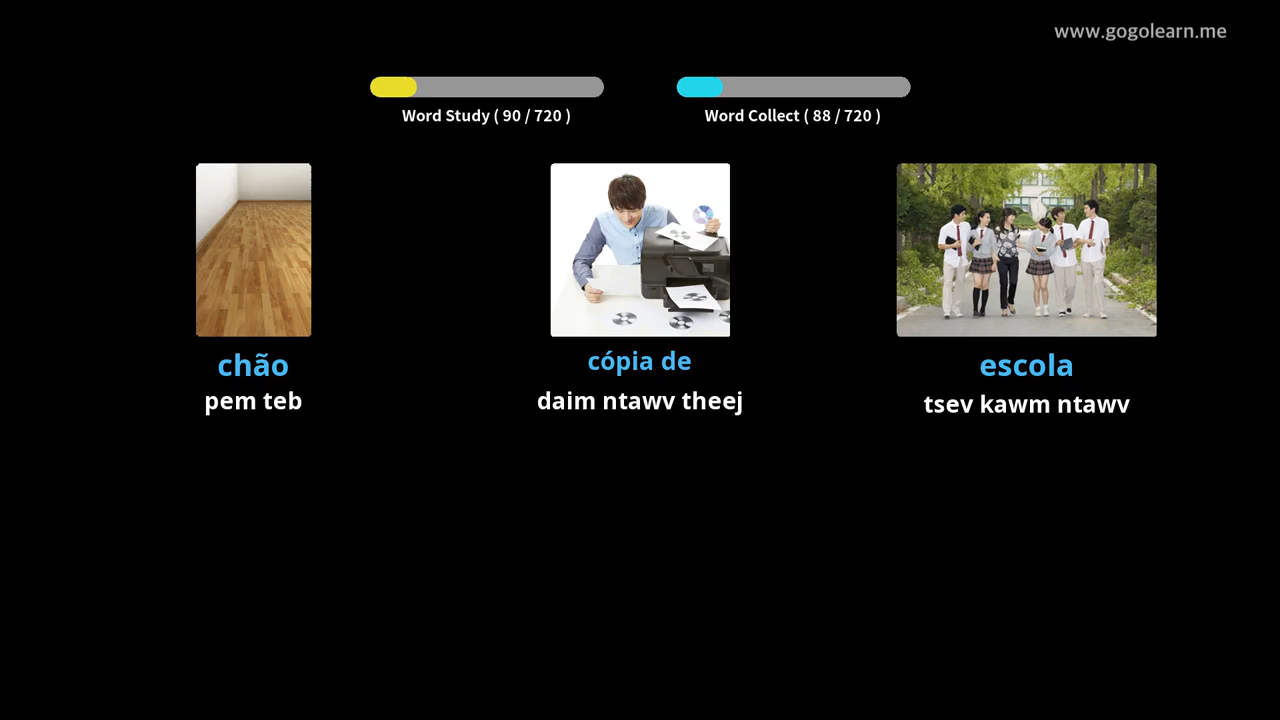 www.gogolearn.me
Word Study ( 90 / 720 )
Word Collect ( 88 / 720 )
chão
pem teb
cópia de
daim ntawv theej
escola
tsev kawm ntawv